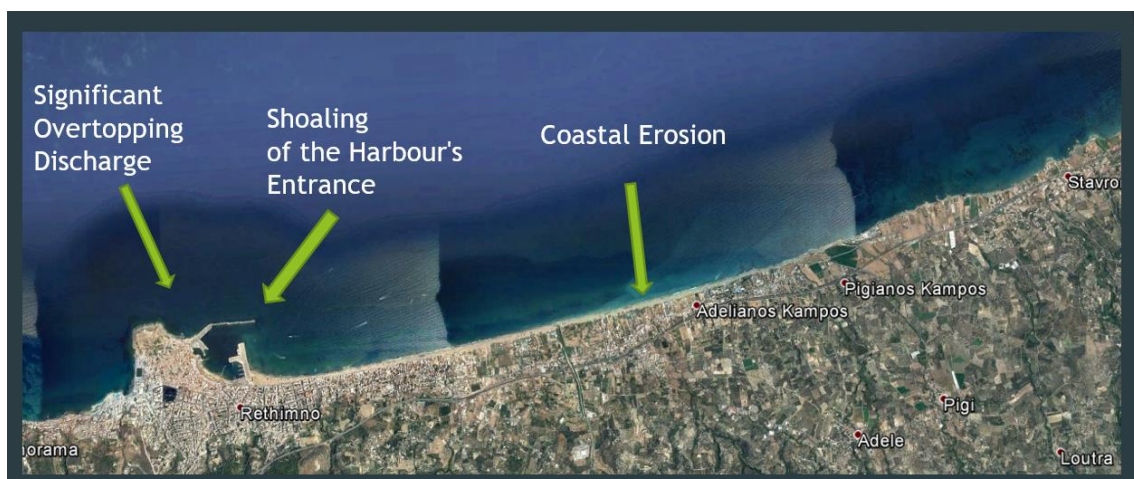 Significant
Overtopping
Discharge
Shoaling
of the Harbour's
Entrance
Coastal Erosion
Stavro
Pigianos Kampos
Adelianos Kampos
Rethimno
Pigi
Adele
orama
Loutra